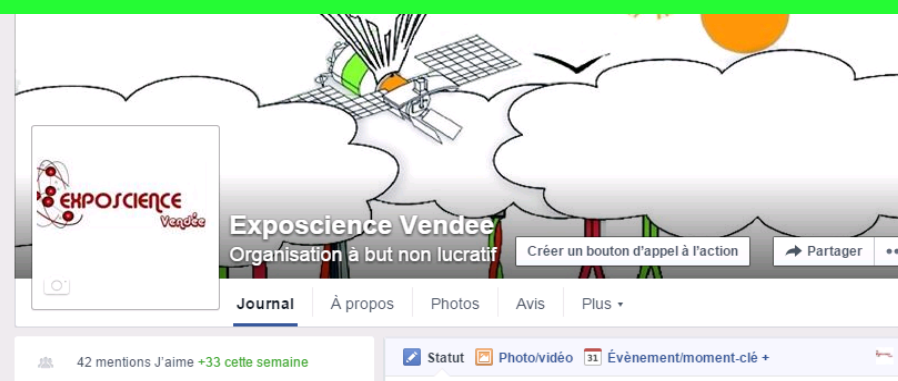 EXPOSCIENCE
Vendée
Exposcience Vendee
Organisation à but non lucratif
Créer un bouton d'appel à l'action
Partager
Journal
À propos
Photos
Avis
Plus
42 mentions J'aime +33 cette semaine
Statut
Photo/vidéo
31
Évènement/moment-clé +